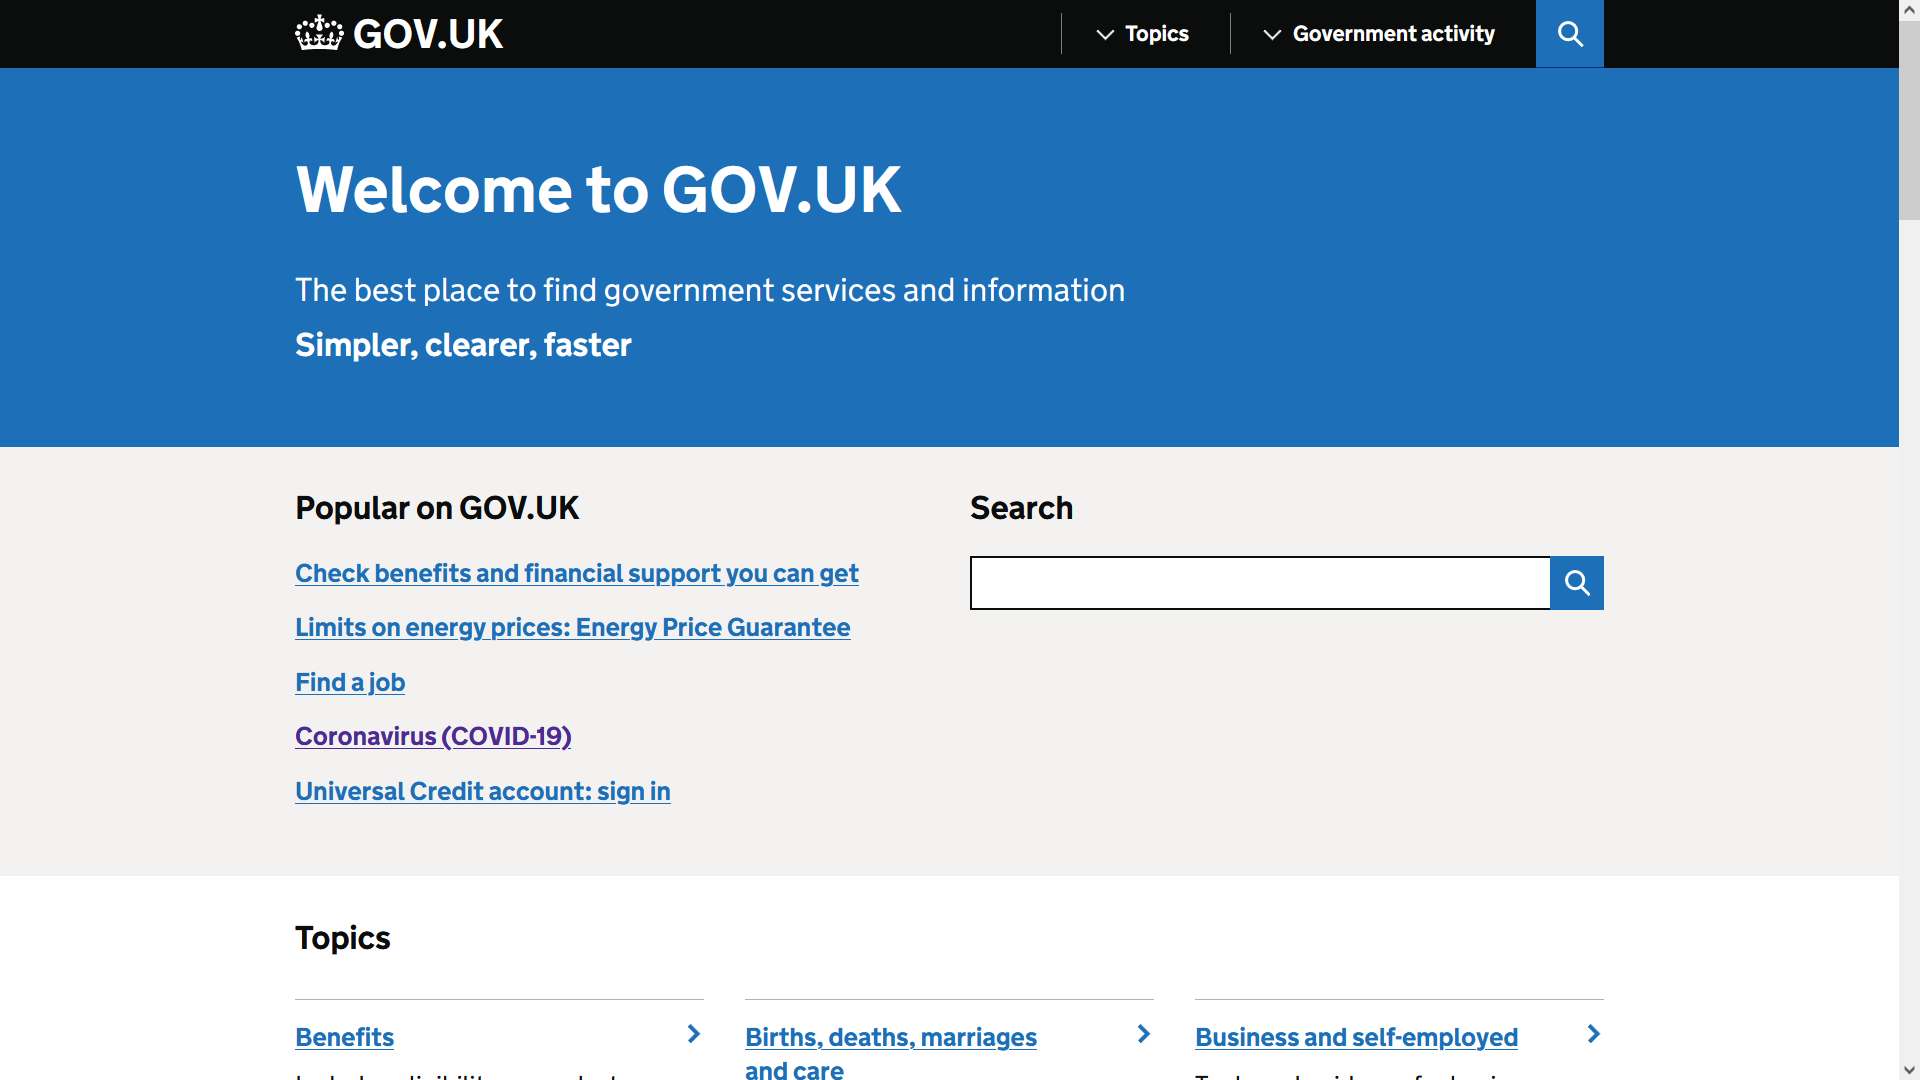 GOV.UK
Topics
Government activity
Welcome to GOV.UK
The best place to find government services and information
Simpler, clearer, faster
Popular on GOV.UK
Check benefits and financial support you can get
Limits on energy prices: Energy Price Guarantee
Find a job
Coronavirus (COVID-19)
Universal Credit account: sign in
Search
Topics
Benefits
Births, deaths, marriages
and care
Business and self-employed